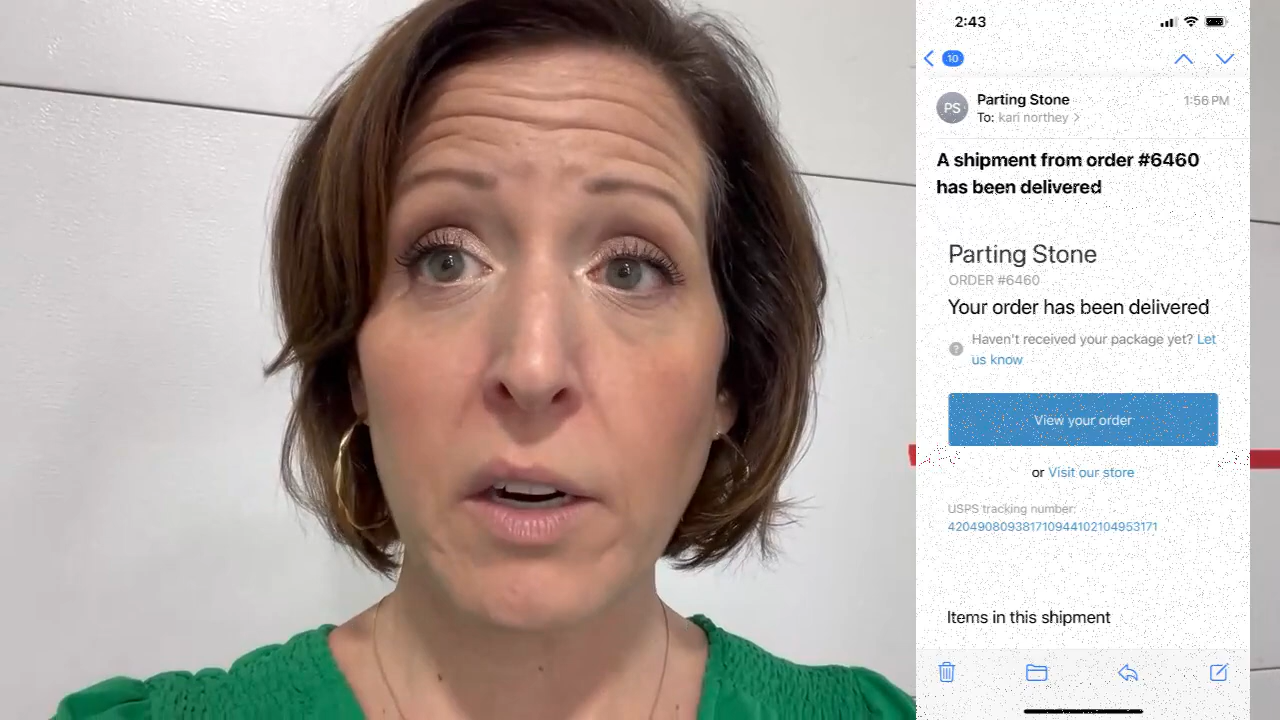 2:43
10
PS
Parting Stone
1:56 PM
To: kari northey
A shipment from order #6460
has been delivered
Parting Stone
ORDER #6460
Your order has been delivered
? Haven't received your package yet? Let
us know
View your order
or Visit our store
USPS tracking number:
420490809381710944102104953171
Items in this shipment